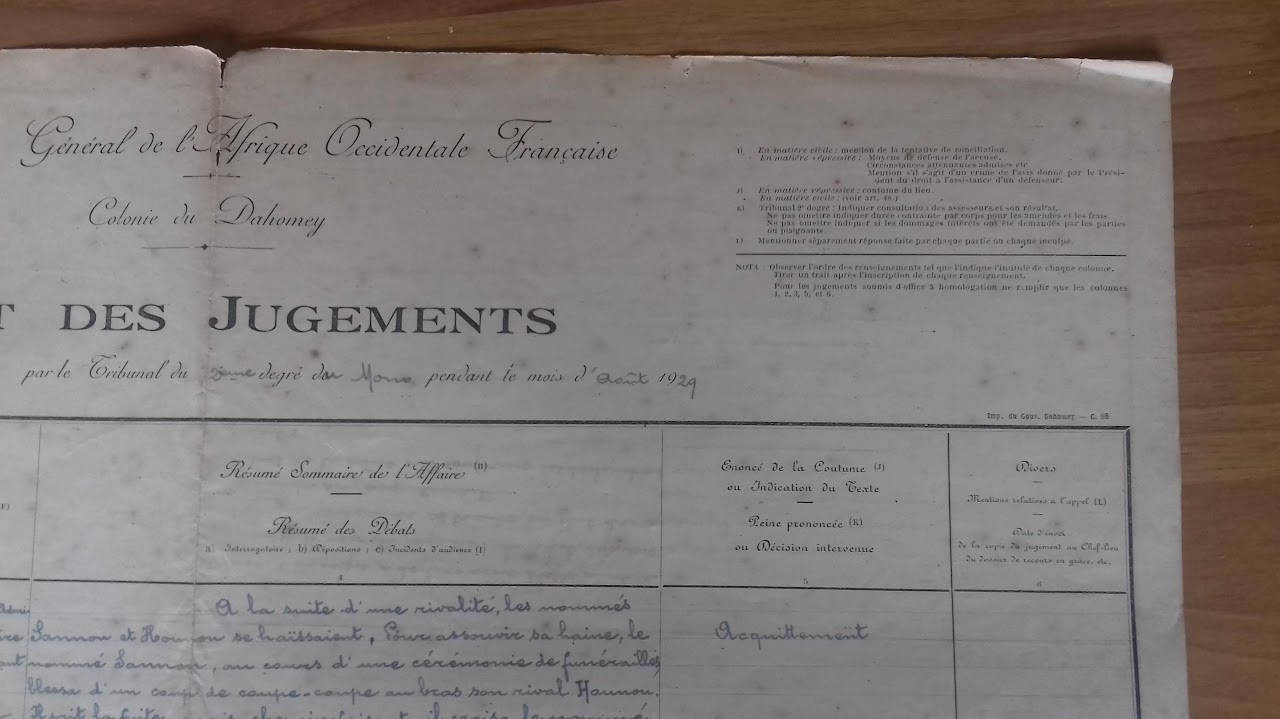 Général de l'Afrique Occidentale Française
Colonie du Dahomey
T DES JUGEMENTS
par le Tribunal du 2ème degré du Mono pendant le mois d'Août 1929
En matière civile : mention de la tentative de conciliation.
En matière répressive : Moyens de défense de l'accusé.
Circonstances atténuantes admises etc
Mention s'il s'agit d'un crime de l'avis donné par le Prési-
dent du droit à l'assistance d'un défenseur.
En matière répressive : coutume du lieu.
En matière civile : (voir art. 48.)
Tribunal 2e degré : Indiquer consultation des assesseurs et son résultat.
Ne pas omettre indiquer durée contrainte par corps pour les amendes et les frais.
Ne pas omettre indiquer si les dommages intérêts ont été demandés par les parties
ou plaignants.
L) Mentionner séparément réponse faite par chaque partie ou chaque inculpé.
NOTA : Observer l'ordre des renseignements tel que l'indique l'intitulé de chaque colonne.
Tirer un trait après l'inscription de chaque renseignement.
Pour les jugements soumis d'office à homologation ne remplir que les colonnes
1, 2, 3, 5, et 6.
Imp. du Gouv. Dahomey — C. 98
Résumé Sommaire de l'Affaire (H)
Résumé des Débats
a) Interrogatoire ; b) Dépositions ; c) Incidents d'audience (I)
4
Enoncé de la Coutume (J)
ou Indication du Texte
Peine prononcée (K)
ou Décision intervenue
5
Divers
Mentions relatives à l'appel (L)
Date d'envoi
de la copie du jugement au Chef-lieu
du dossier de recours en grâce, etc.
6
A la suite d'une rivalité, les nommés
Sannou et Hounou se haïssaient, Pour assouvir sa haine, le
nommé Sannou, au cours d'une cérémonie de funérailles,
blessa d'un coup de coupe-coupe au bras son rival Hounou.
Acquittement